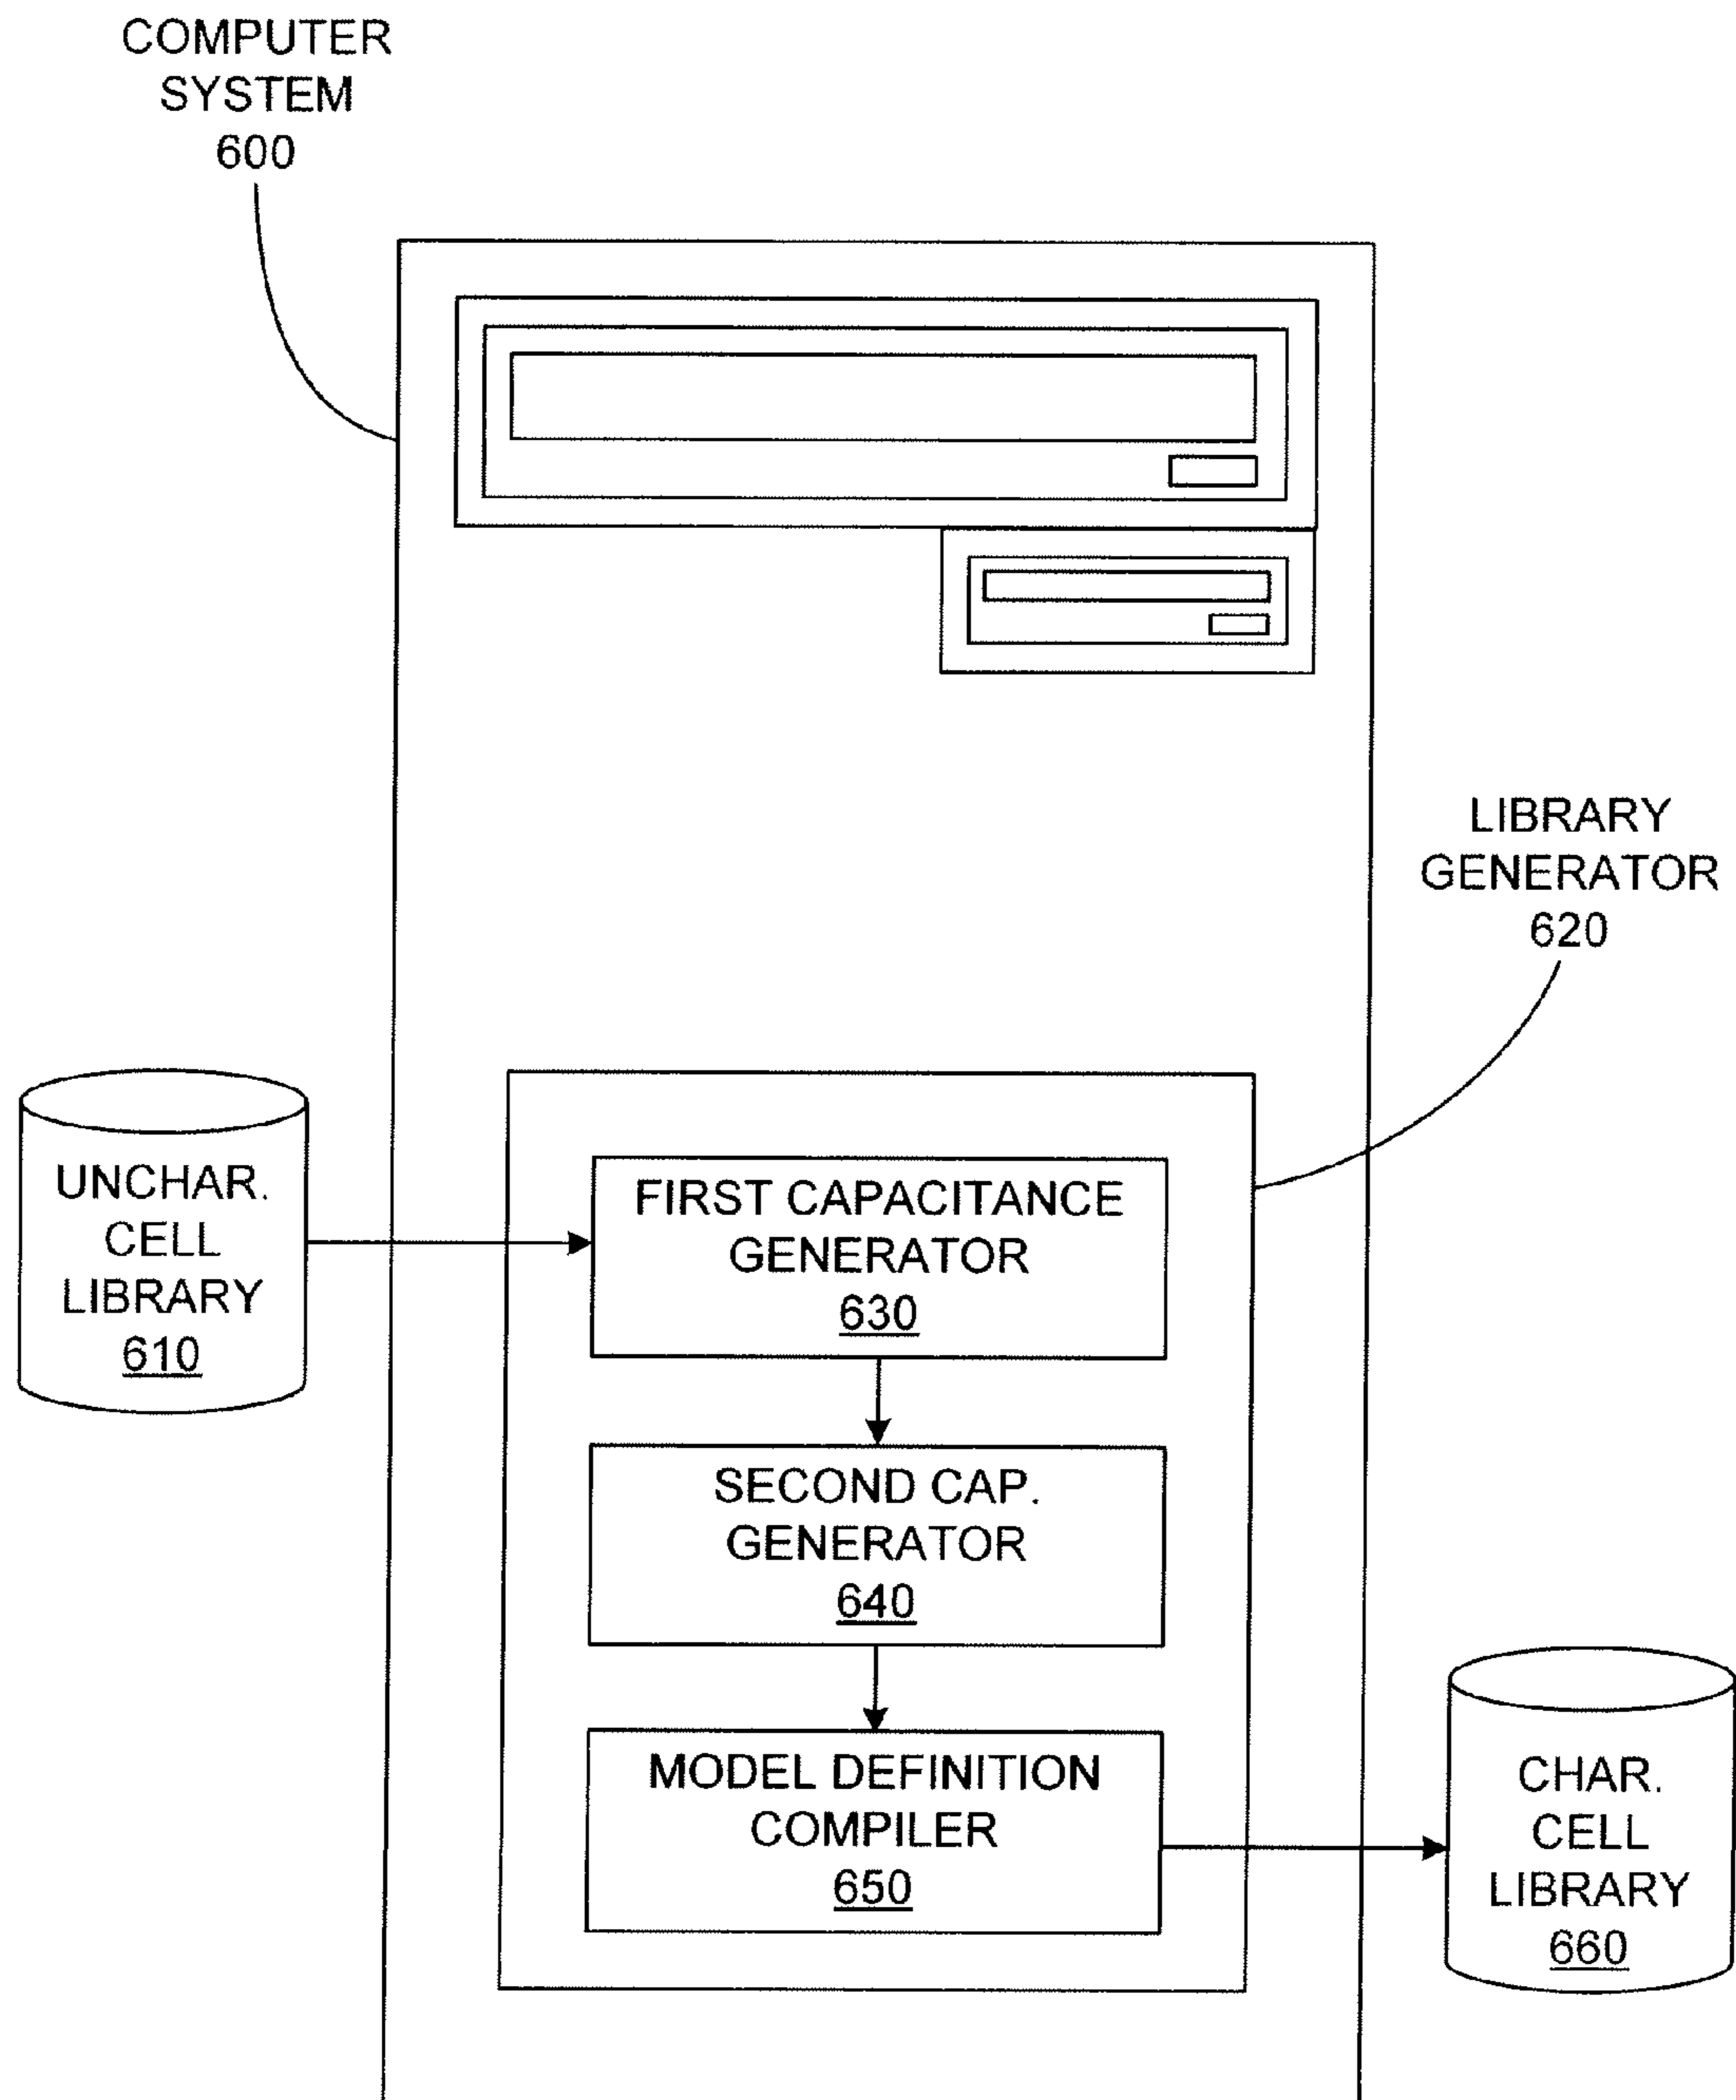 COMPUTER
SYSTEM
600
LIBRARY
GENERATOR
620
UNCHAR.
CELL
LIBRARY
610
FIRST CAPACITANCE
GENERATOR
630
SECOND CAP.
GENERATOR
640
MODEL DEFINITION
COMPILER
650
CHAR.
CELL
LIBRARY
660